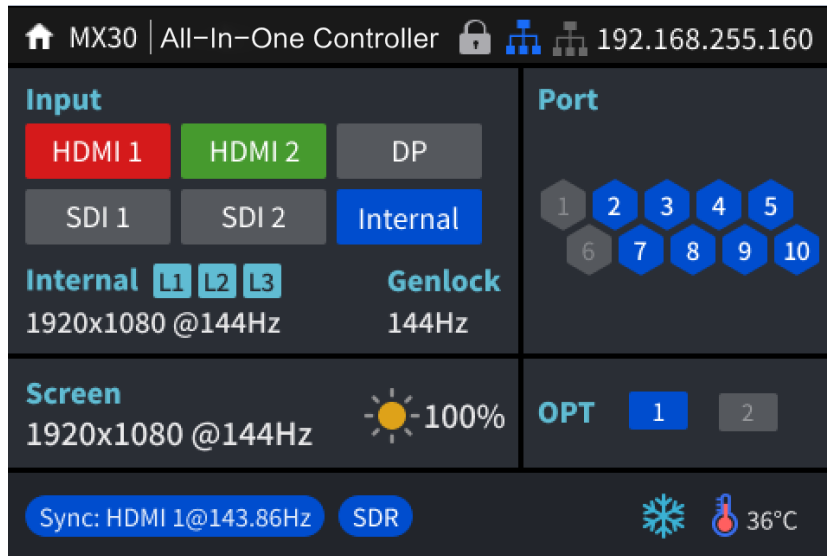 MX30 | All-In-One Controller 192.168.255.160
Input
HDMI 1 HDMI 2 DP
SDI 1 SDI 2 Internal
Internal L1 L2 L3 Genlock
1920x1080 @144Hz 144Hz
Port
1 2 3 4 5
6 7 8 9 10
Screen
1920x1080 @144Hz 100%
OPT 1 2
Sync: HDMI 1@143.86Hz SDR 36°C